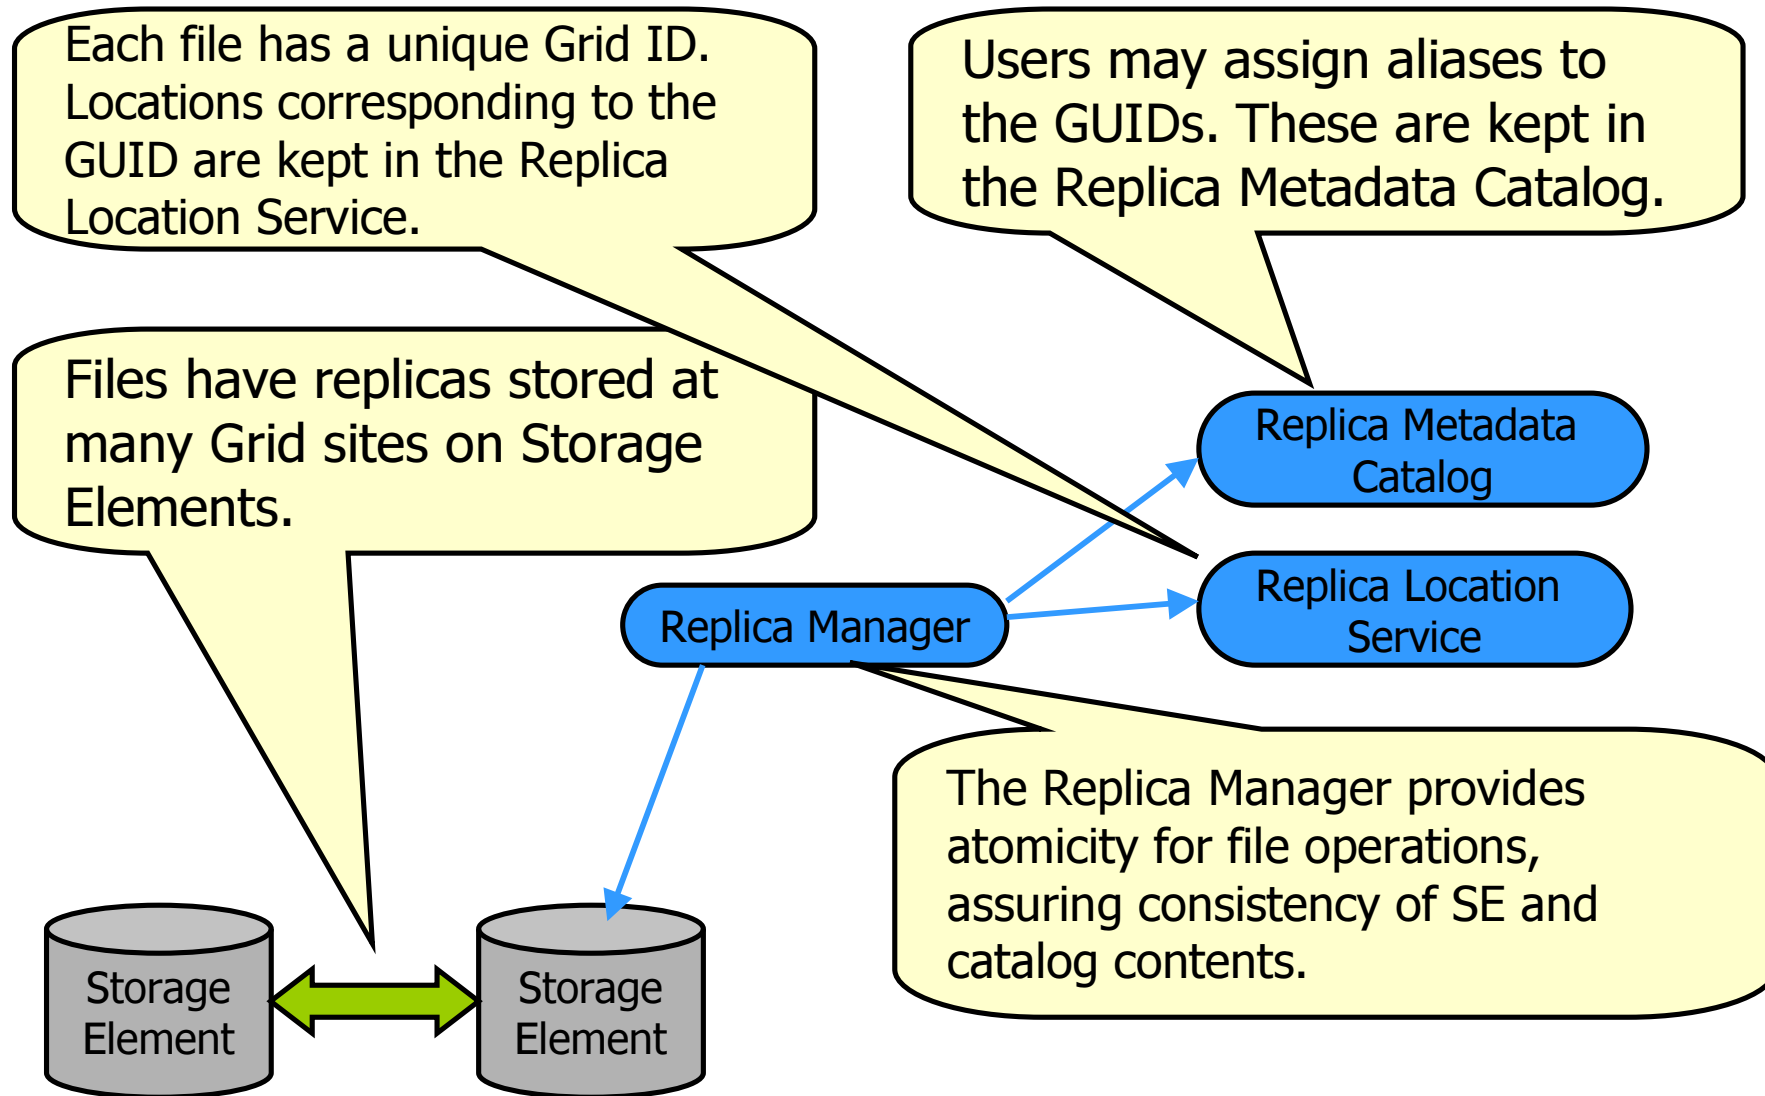 Each file has a unique Grid ID.
Locations corresponding to the
GUID are kept in the Replica
Location Service.
Users may assign aliases to
the GUIDs. These are kept in
the Replica Metadata Catalog.
Files have replicas stored at
many Grid sites on Storage
Elements.
Replica Metadata
Catalog
Replica Location
Service
Replica Manager
The Replica Manager provides
atomicity for file operations,
assuring consistency of SE and
catalog contents.
Storage
Element
Storage
Element